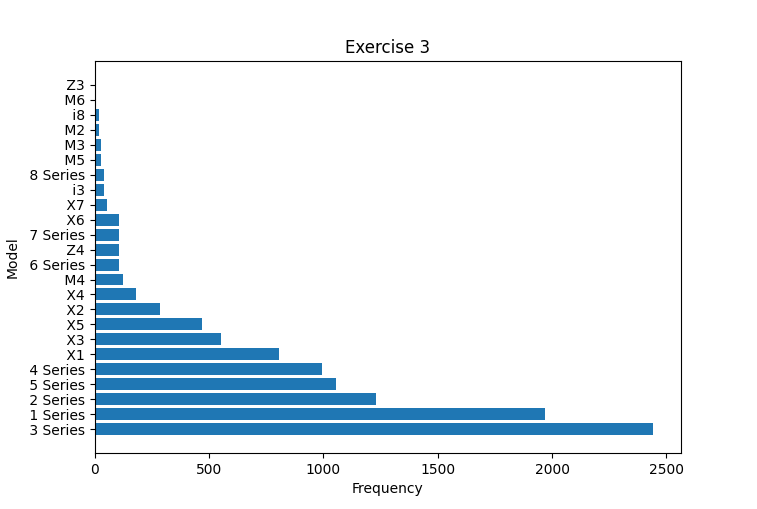 Exercise 3
Z3
M6
i8
M2
M3
M5
8 Series
i3
X7
X6
7 Series
Z4
6 Series
M4
X4
X2
X5
X3
X1
4 Series
5 Series
2 Series
1 Series
3 Series
Model
0 500 1000 1500 2000 2500
Frequency